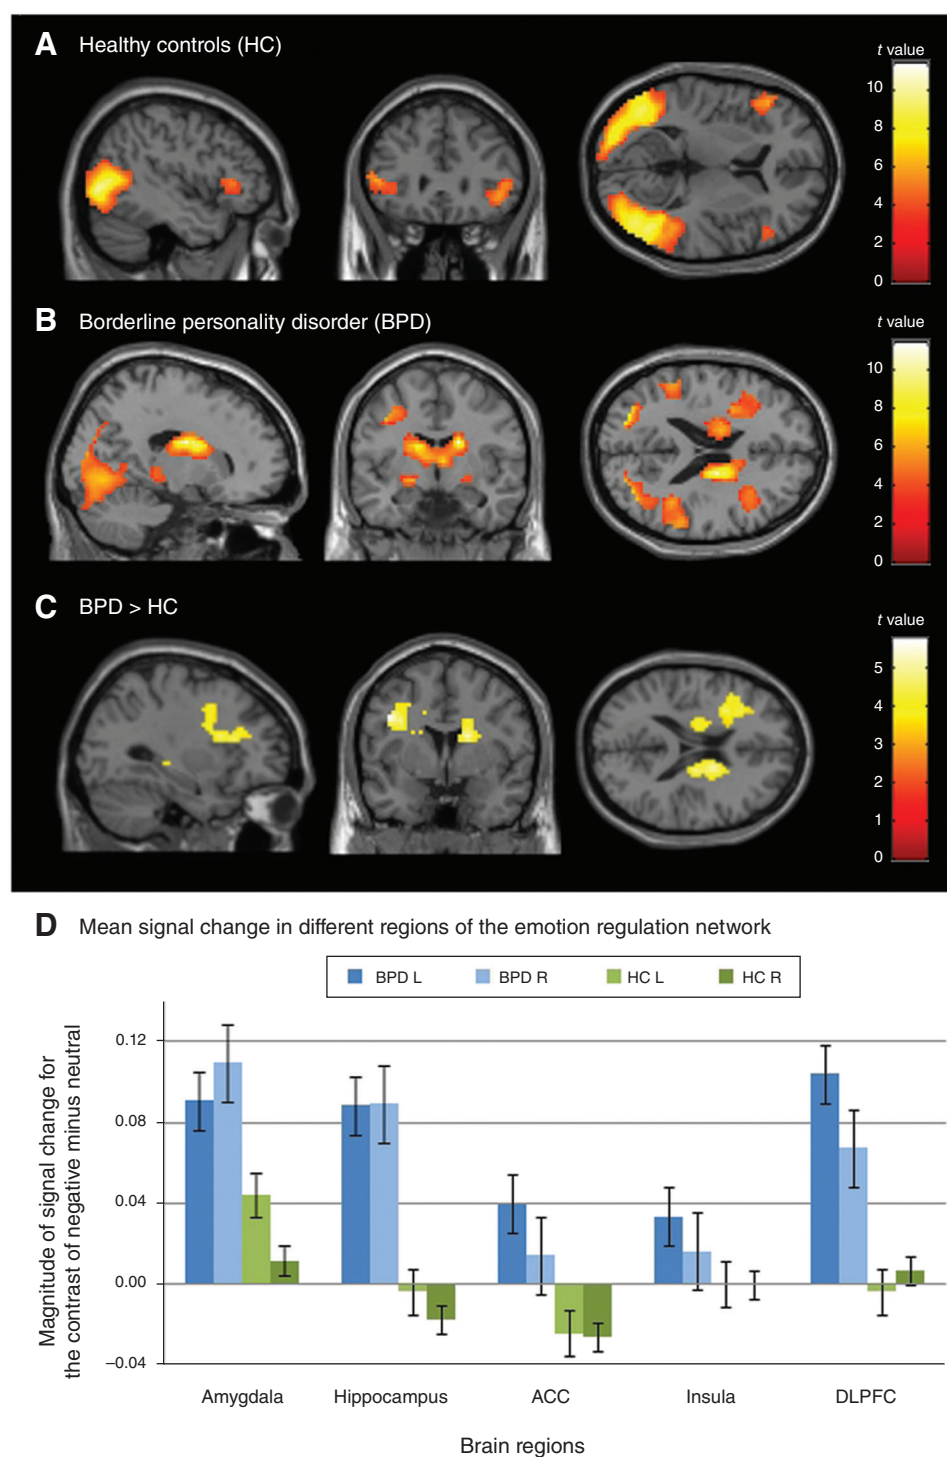 A Healthy controls (HC)
t value
10
8
6
4
2
0
B Borderline personality disorder (BPD)
t value
10
8
6
4
2
0
C BPD > HC
t value
5
4
3
2
1
0
D Mean signal change in different regions of the emotion regulation network
BPD L BPD R HC L HC R
Magnitude of signal change for
the contrast of negative minus neutral
0.12
0.08
0.04
0.00
–0.04
Amygdala Hippocampus ACC Insula DLPFC
Brain regions